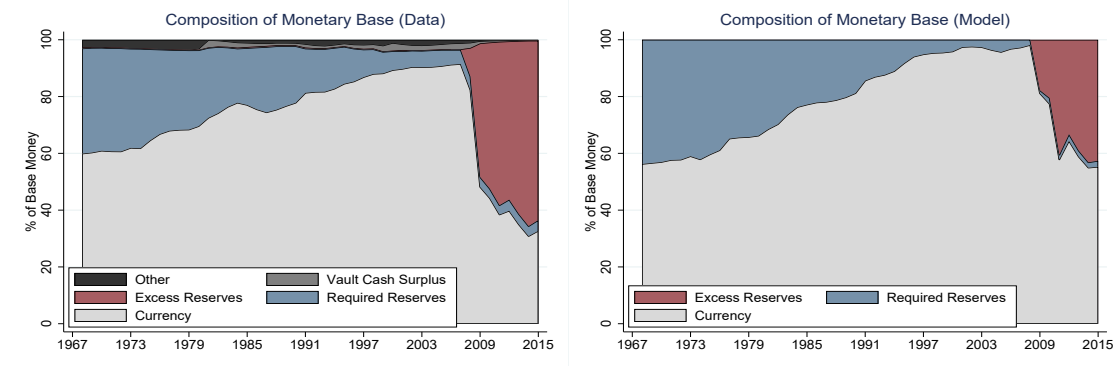 Composition of Monetary Base (Data)
% of Base Money
100
80
60
40
20
0
Other
Vault Cash Surplus
Excess Reserves
Required Reserves
Currency
1967 1973 1979 1985 1991 1997 2003 2009 2015
Composition of Monetary Base (Model)
% of Base Money
100
80
60
40
20
0
Excess Reserves
Required Reserves
Currency
1967 1973 1979 1985 1991 1997 2003 2009 2015